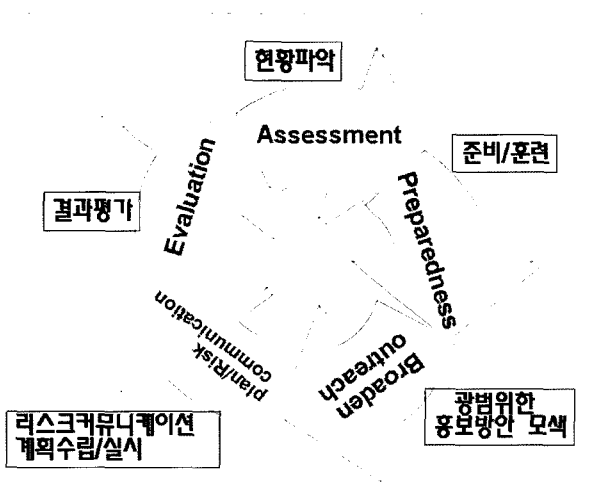 현황파악
Assessment
준비/훈련
Preparedness
Evaluation
결과평가
Broaden
outreach
광범위한
홍보방안 모색
plan/Risk
communication
리스크커뮤니케이션
계획수립/실시